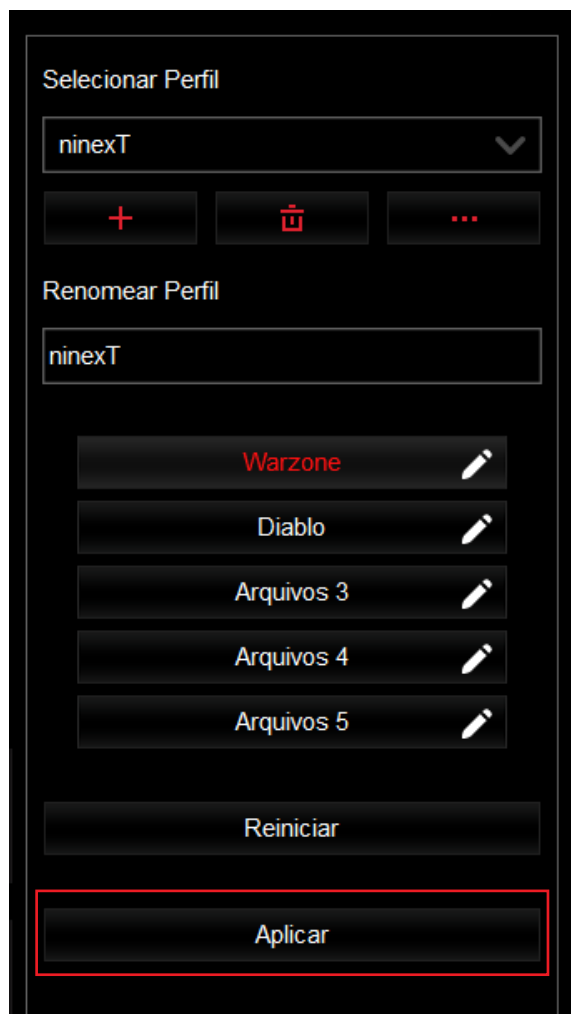 Selecionar Perfil
ninexT
Renomear Perfil
ninexT
Warzone
Diablo
Arquivos 3
Arquivos 4
Arquivos 5
Reiniciar
Aplicar